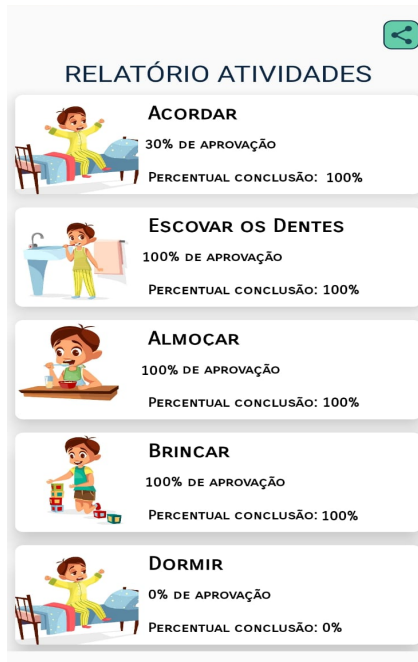 RELATÓRIO ATIVIDADES
Acordar
30% de aprovação
Percentual conclusão: 100%
Escovar os Dentes
100% de aprovação
Percentual conclusão: 100%
Almoçar
100% de aprovação
Percentual conclusão: 100%
Brincar
100% de aprovação
Percentual conclusão: 100%
Dormir
0% de aprovação
Percentual conclusão: 0%